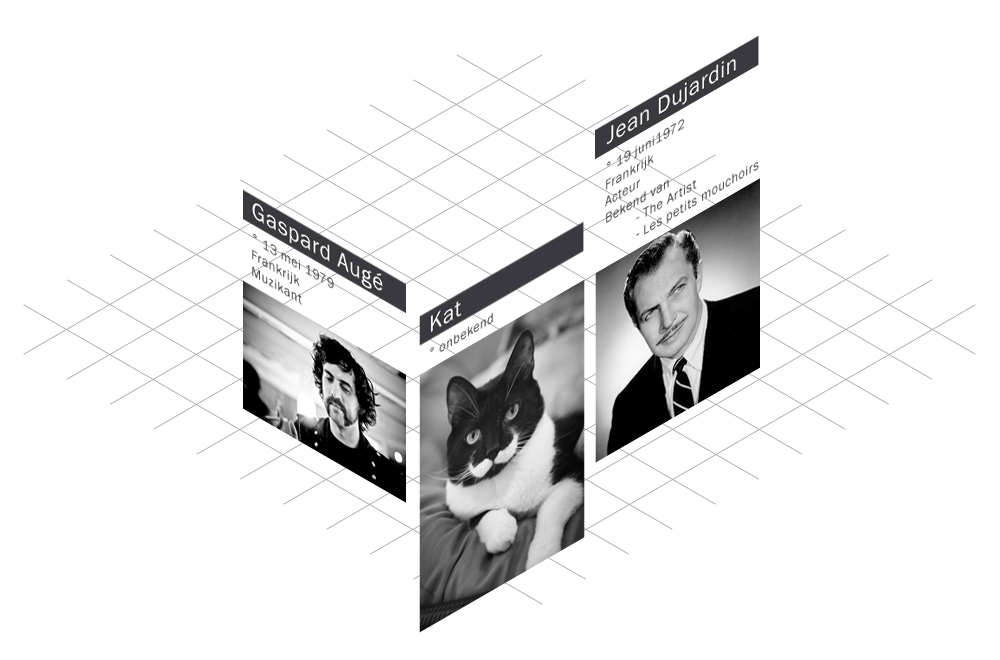 Gaspard Augé
° 13 mei 1979
Frankrijk
Muzikant
Kat
° onbekend
Jean Dujardin
° 19 juni1972
Frankrijk
Acteur
Bekend van
- The Artist
- Les petits mouchoirs